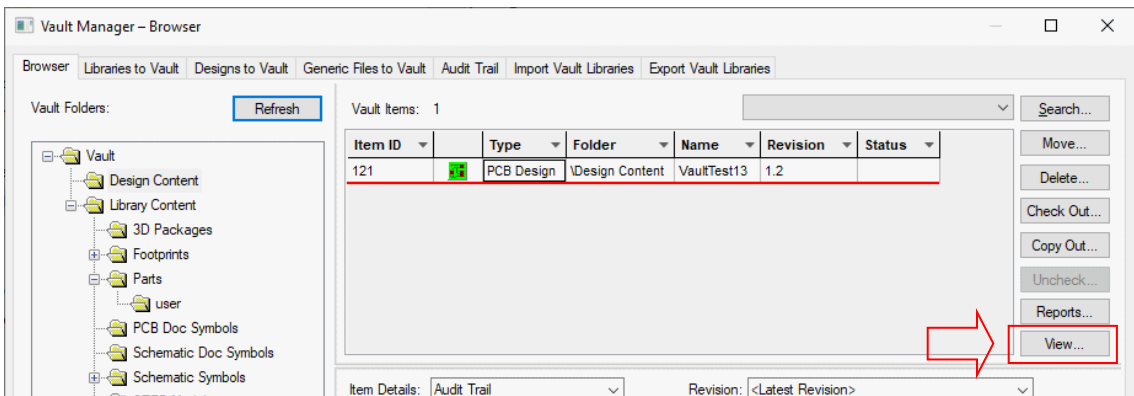 Vault Manager – Browser
Browser Libraries to Vault Designs to Vault Generic Files to Vault Audit Trail Import Vault Libraries Export Vault Libraries
Vault Folders:
Refresh
Vault
Design Content
Library Content
3D Packages
Footprints
Parts
user
PCB Doc Symbols
Schematic Doc Symbols
Schematic Symbols
Vault Items: 1
Item ID Type Folder Name Revision Status
121 PCB Design \Design Content VaultTest13 1.2
Search...
Move...
Delete...
Check Out...
Copy Out...
Uncheck...
Reports...
View...
Item Details: Audit Trail
Revision: <Latest Revision>